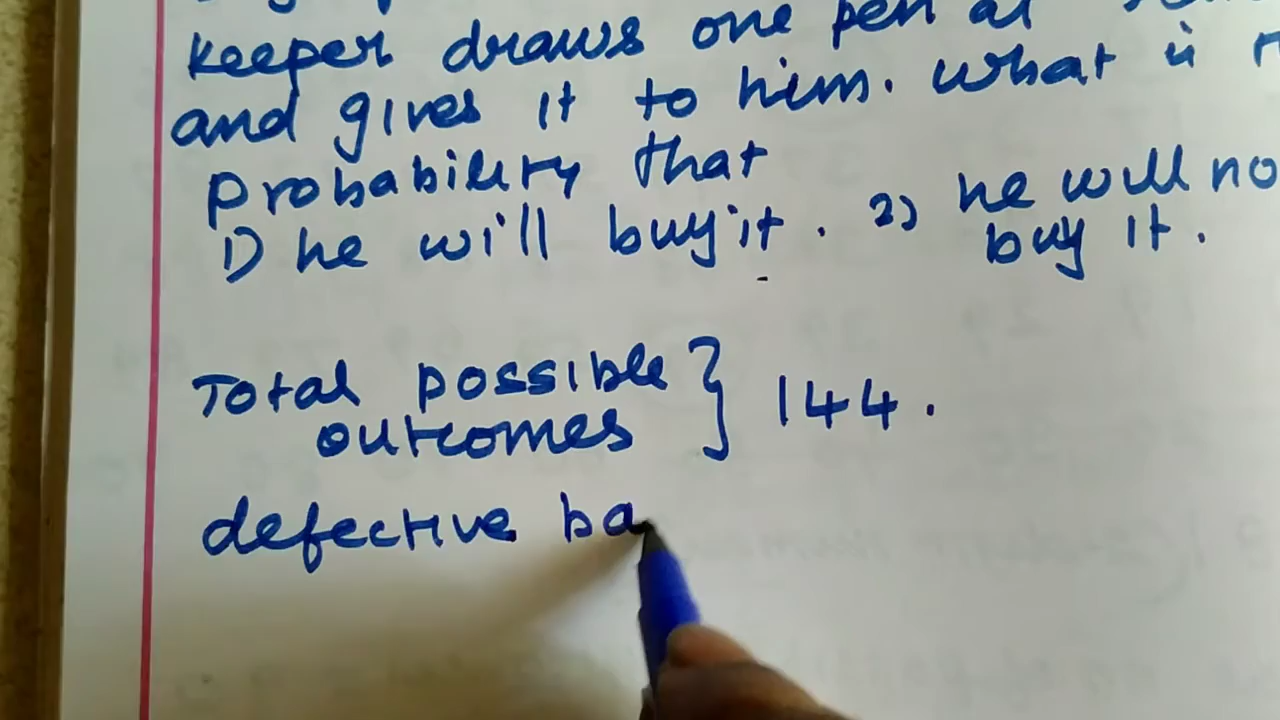 keeper draws one pen at
and gives it to him. what is
probability that
1) he will buy it. 2) he will no
buy it.
Total possible
outcomes } 144.
defective ba